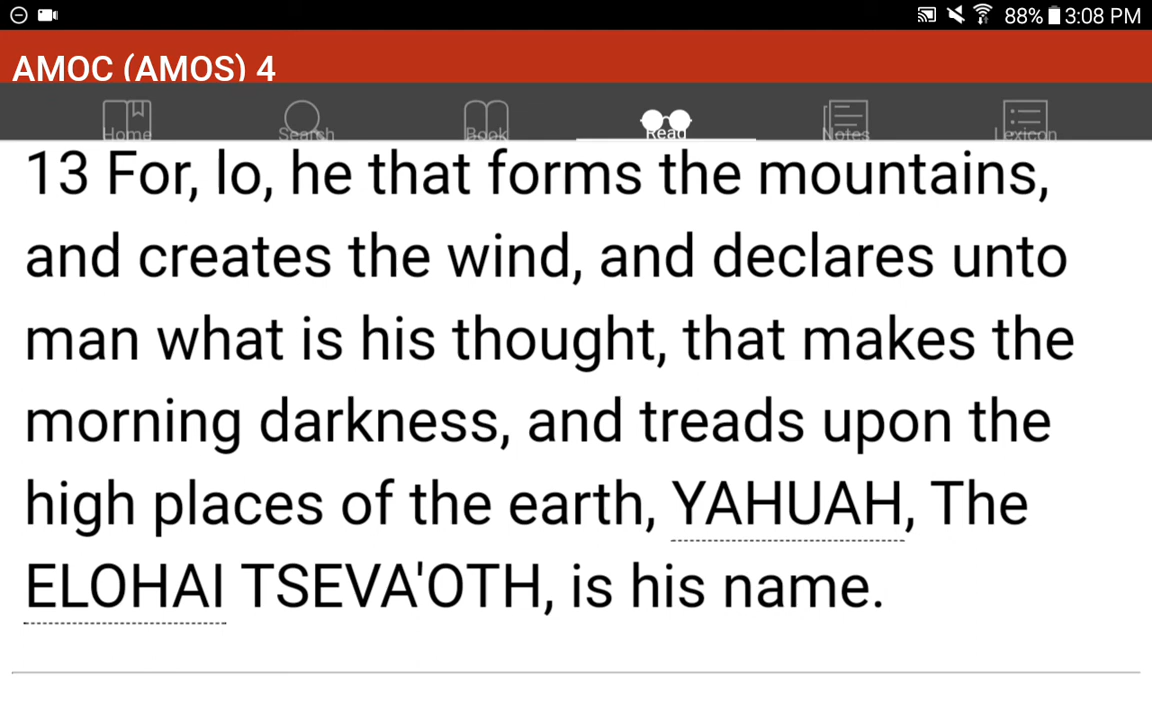 88% 3:08 PM
AMOC (AMOS) 4
Home Search Book Read Notes Lexicon
13 For, lo, he that forms the mountains,
and creates the wind, and declares unto
man what is his thought, that makes the
morning darkness, and treads upon the
high places of the earth, YAHUAH, The
ELOHAI TSEVA'OTH, is his name.